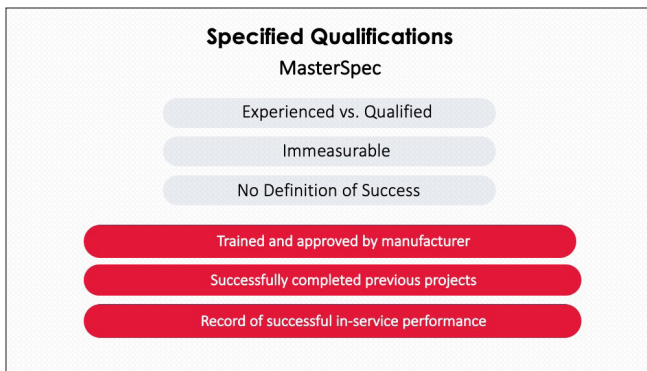 Specified Qualifications
MasterSpec
Experienced vs. Qualified
Immeasurable
No Definition of Success
Trained and approved by manufacturer
Successfully completed previous projects
Record of successful in-service performance